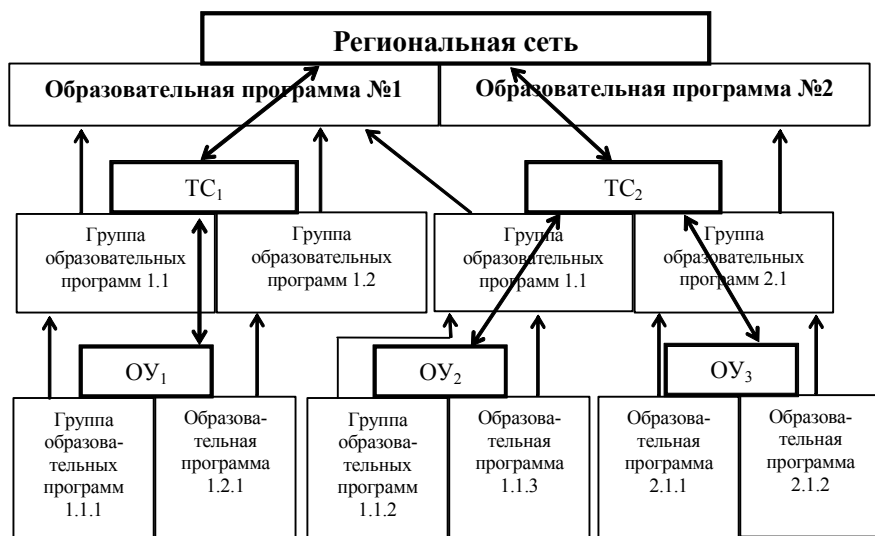 Региональная сеть
Образовательная программа №1
Образовательная программа №2
ТС₁
ТС₂
Группа
образовательных
программ 1.1
Группа
образовательных
программ 1.2
Группа
образовательных
программ 1.1
Группа
образовательных
программ 2.1
ОУ₁
ОУ₂
ОУ₃
Группа
образова-
тельных
программ
1.1.1
Образова-
тельная
программа
1.2.1
Группа
образова-
тельных
программ
1.1.2
Образова-
тельная
программа
1.1.3
Образова-
тельная
программа
2.1.1
Образова-
тельная
программа
2.1.2